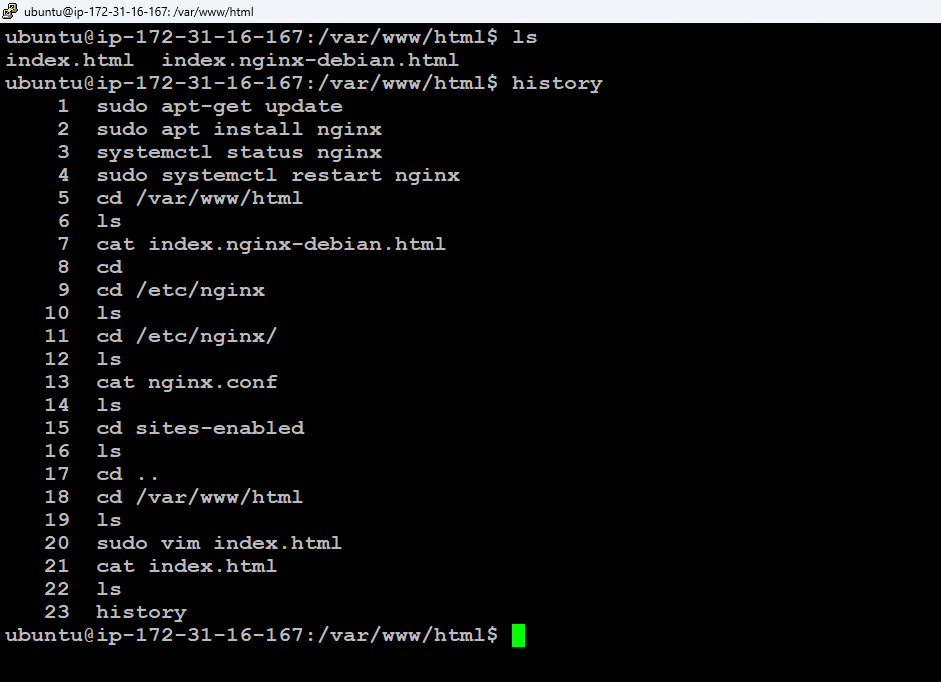 ubuntu@ip-172-31-16-167: /var/www/html
ubuntu@ip-172-31-16-167:/var/www/html$ ls
index.html  index.nginx-debian.html
ubuntu@ip-172-31-16-167:/var/www/html$ history
    1  sudo apt-get update
    2  sudo apt install nginx
    3  systemctl status nginx
    4  sudo systemctl restart nginx
    5  cd /var/www/html
    6  ls
    7  cat index.nginx-debian.html
    8  cd
    9  cd /etc/nginx
   10  ls
   11  cd /etc/nginx/
   12  ls
   13  cat nginx.conf
   14  ls
   15  cd sites-enabled
   16  ls
   17  cd ..
   18  cd /var/www/html
   19  ls
   20  sudo vim index.html
   21  cat index.html
   22  ls
   23  history
ubuntu@ip-172-31-16-167:/var/www/html$